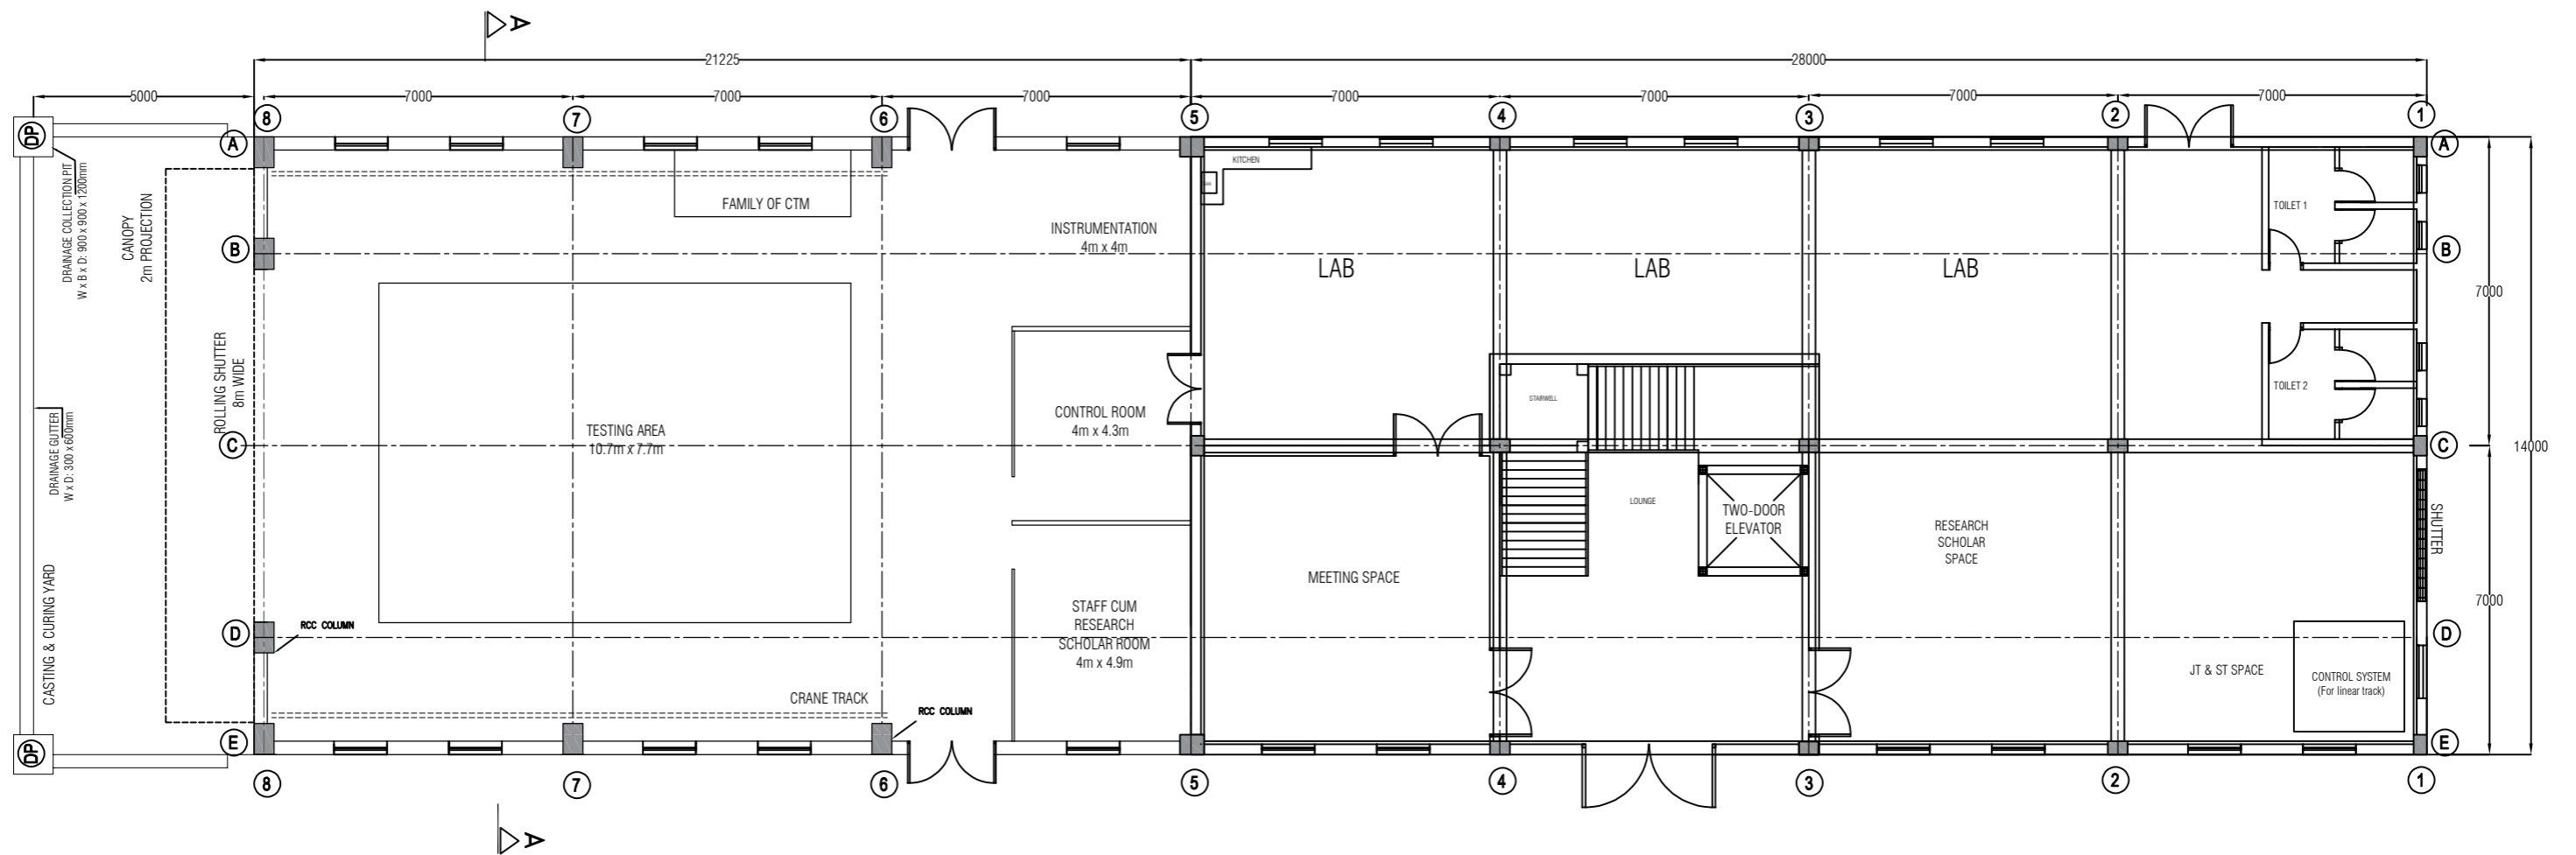 A
21225
28000
5000
7000
7000
7000
7000
7000
7000
7000
8
7
6
5
4
3
2
1
DP
A
A
DRAINAGE COLLECTION PIT
W x B x D: 900 x 900 x 1200mm
CANOPY
2m PROJECTION
FAMILY OF CTM
INSTRUMENTATION
4m x 4m
KITCHEN
LAB
LAB
LAB
TOILET 1
B
B
7000
ROLLING SHUTTER
8m WIDE
DRAINAGE GUTTER
W x D: 300 x 600mm
TESTING AREA
10.7m x 7.7m
CONTROL ROOM
4m x 4.3m
STAIRWELL
TOILET 2
C
C
14000
CASTING & CURING YARD
LOUNGE
TWO-DOOR
ELEVATOR
RESEARCH
SCHOLAR
SPACE
SHUTTER
MEETING SPACE
STAFF CUM
RESEARCH
SCHOLAR ROOM
4m x 4.9m
7000
D
RCC COLUMN
D
JT & ST SPACE
CONTROL SYSTEM
(For linear track)
CRANE TRACK
RCC COLUMN
DP
E
E
8
7
6
5
4
3
2
1
A